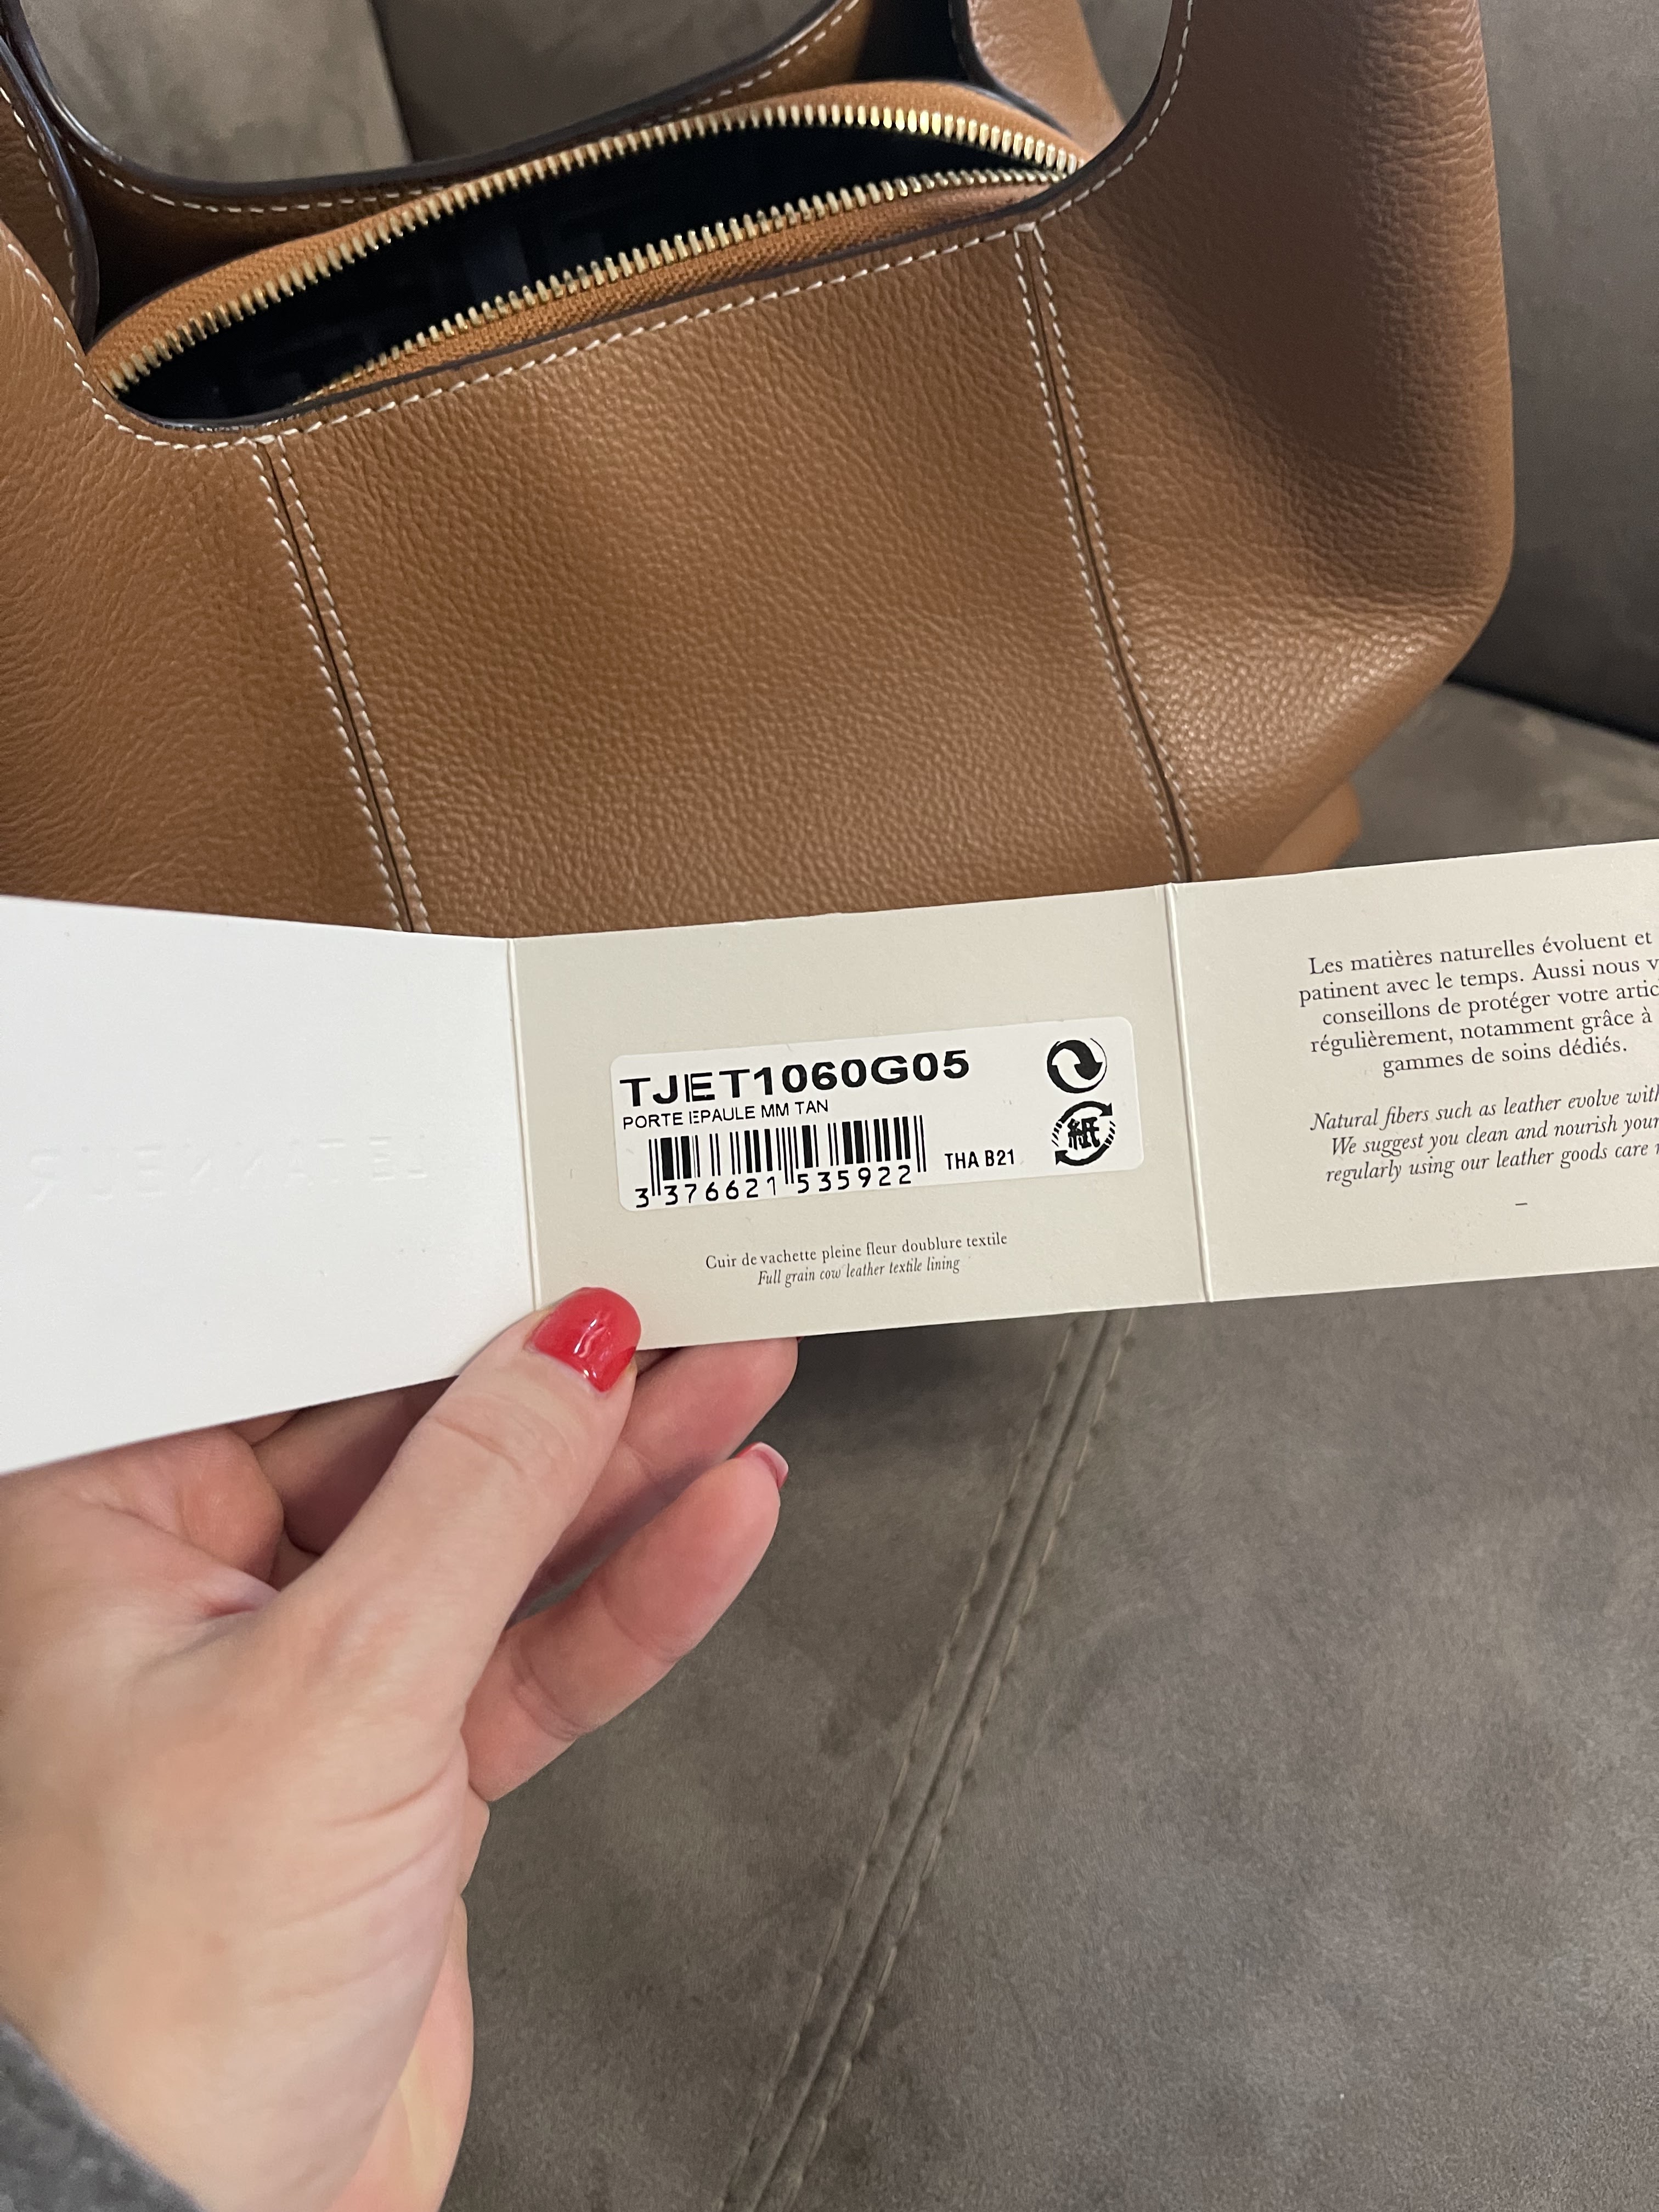 LE TANNEUR
TJET1060G05
PORTE EPAULE MM TAN
3 376621 535922
THA B21
紙
Cuir de vachette pleine fleur doublure textile
Full grain cow leather textile lining
Les matières naturelles évoluent et
patinent avec le temps. Aussi nous
conseillons de protéger votre
régulièrement, notamment grâce à
gammes de soins dédiés.
Natural fibers such as leather evolve
We suggest you clean and nourish your
regularly using our leather goods care
–